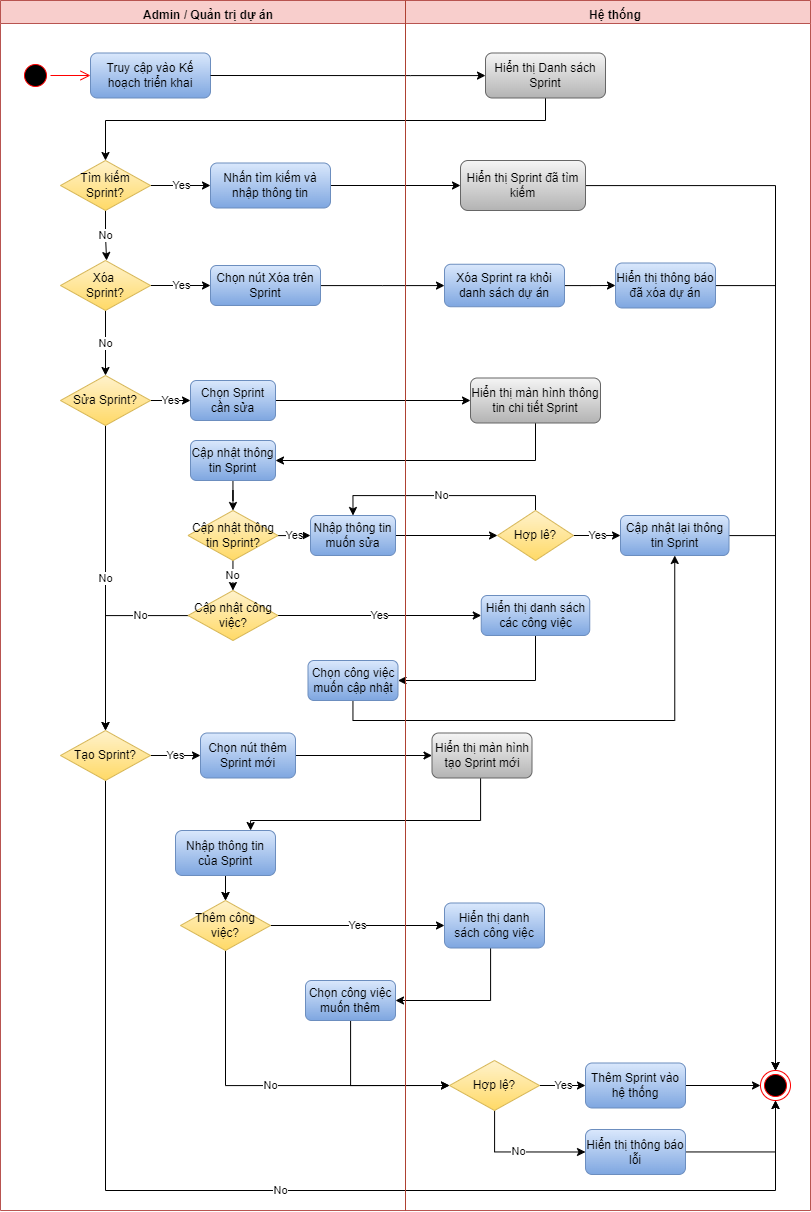 Admin / Quản trị dự án
Hệ thống
Truy cập vào Kế
hoạch triển khai
Hiển thị Danh sách
Sprint
Tìm kiếm
Sprint?
Yes
Nhấn tìm kiếm và
nhập thông tin
Hiển thị Sprint đã tìm
kiếm
No
Xóa
Sprint?
Yes
Chọn nút Xóa trên
Sprint
Xóa Sprint ra khỏi
danh sách dự án
Hiển thị thông báo
đã xóa dự án
No
Sửa Sprint?
Yes
Chọn Sprint
cần sửa
Hiển thị màn hình thông
tin chi tiết Sprint
Cập nhật thông
tin Sprint
No
Cập nhật thông
tin Sprint?
Yes
Nhập thông tin
muốn sửa
Hợp lê?
Yes
Cập nhật lại thông
tin Sprint
No
No
Cập nhật công
việc?
No
Yes
Hiển thị danh sách
các công việc
Chọn công việc
muốn cập nhật
Tạo Sprint?
Yes
Chọn nút thêm
Sprint mới
Hiển thị màn hình
tạo Sprint mới
Nhập thông tin
của Sprint
Thêm công
việc?
Yes
Hiển thị danh
sách công việc
Chọn công việc
muốn thêm
No
Hợp lệ?
Yes
Thêm Sprint vào
hệ thống
No
Hiển thị thông báo
lỗi
No